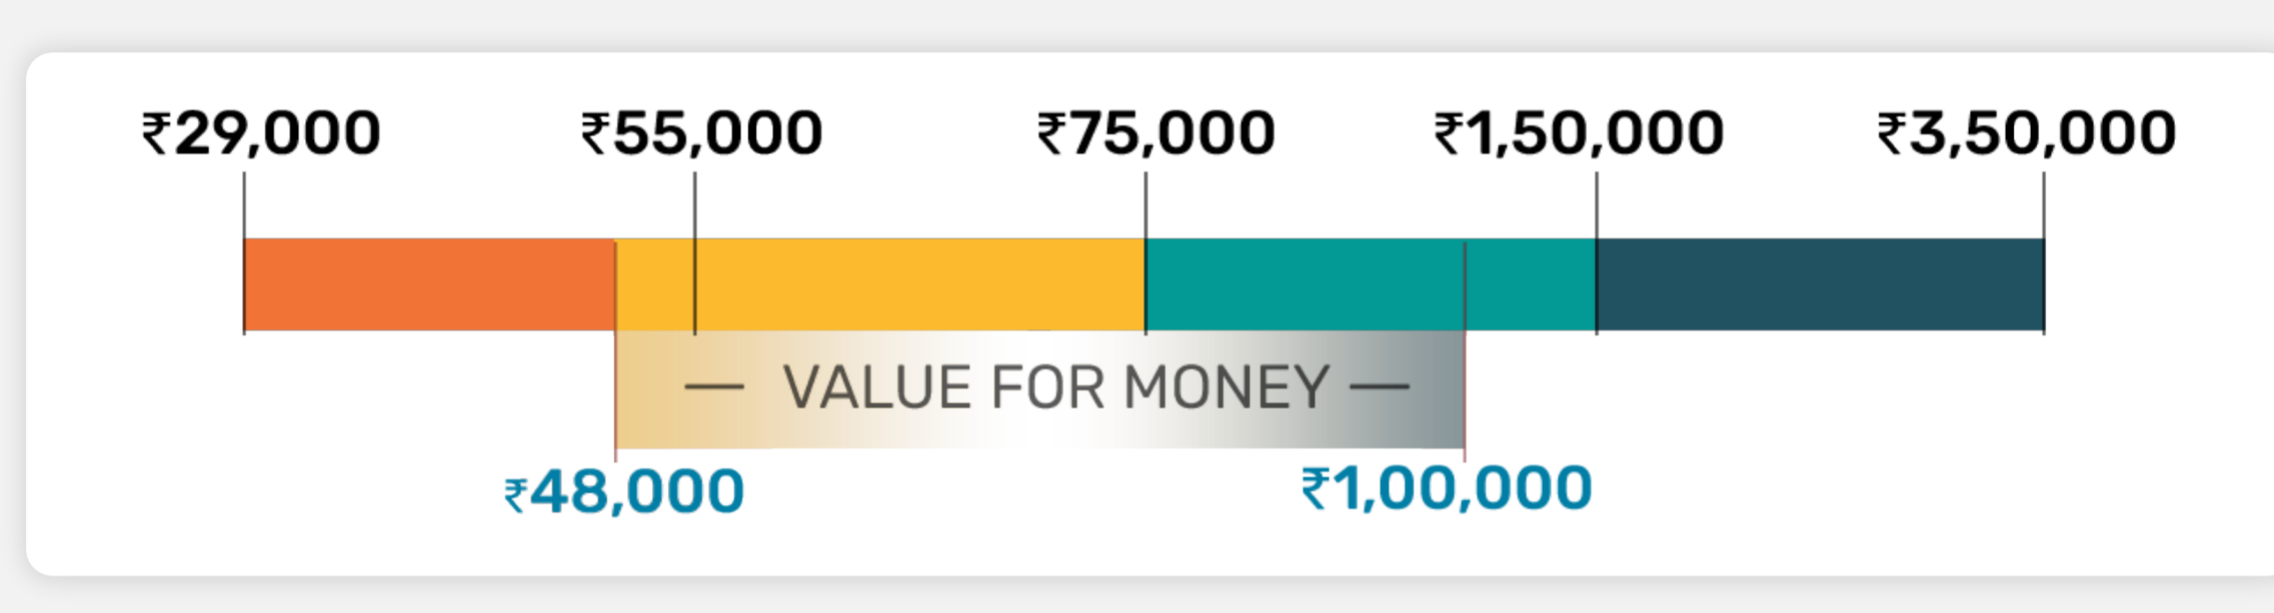 ₹29,000 ₹55,000 ₹75,000 ₹1,50,000 ₹3,50,000
— VALUE FOR MONEY —
₹48,000 ₹1,00,000